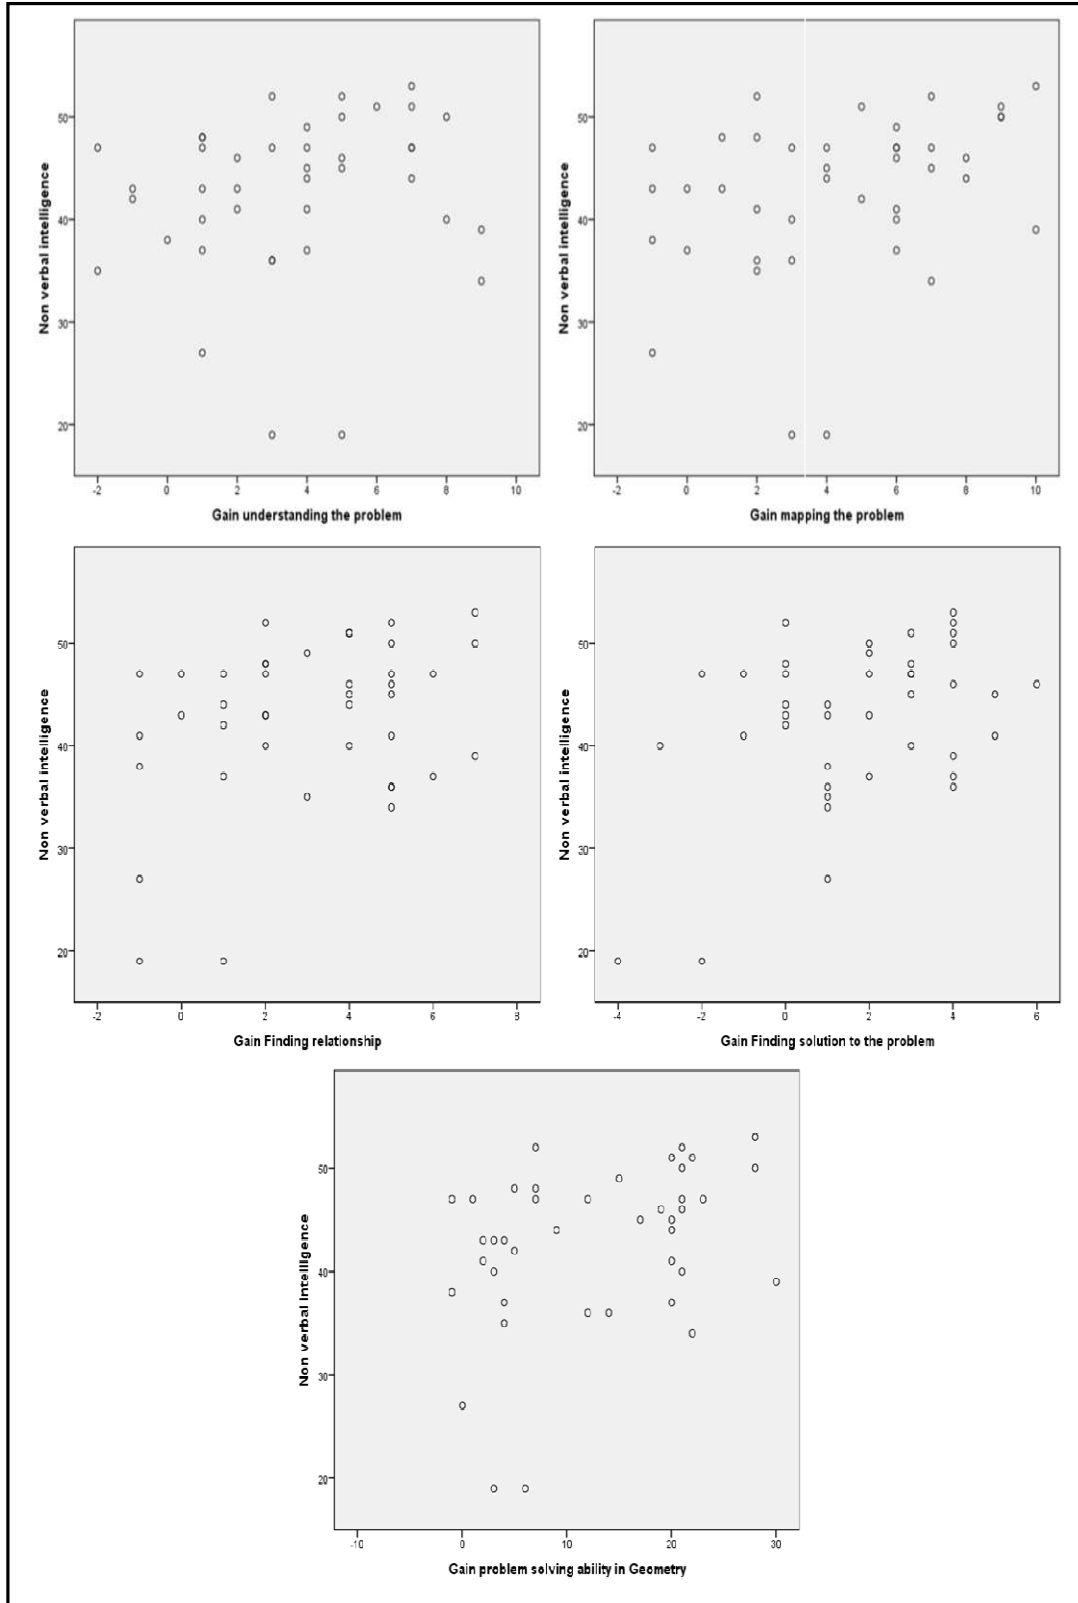 Non verbal intelligence
50
40
30
20
-2 0 2 4 6 8 10
Gain understanding the problem
Non verbal intelligence
50
40
30
20
-2 0 2 4 6 8 10
Gain mapping the problem
Non verbal intelligence
50
40
30
20
-2 0 2 4 6 8
Gain Finding relationship
Non verbal intelligence
50
40
30
20
-4 -2 0 2 4 6
Gain Finding solution to the problem
Non verbal Intelligence
50
40
30
20
-10 0 10 20 30
Gain problem solving ability in Geometry